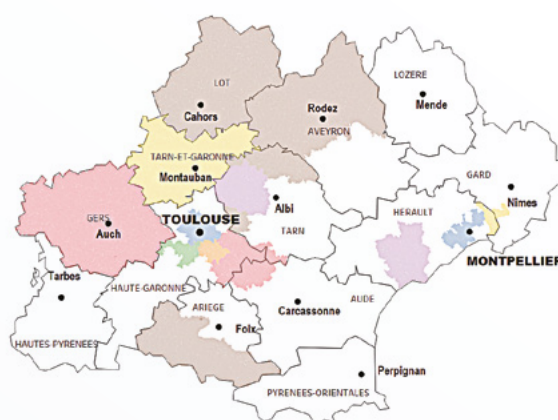 LOT
Cahors
LOZERE
Mende
Rodez
AVEYRON
TARN-ET-GARONNE
Montauban
GARD
Nîmes
GERS
Auch
TOULOUSE
Albi
TARN
HERAULT
MONTPELLIER
Tarbes
HAUTE-GARONNE
ARIEGE
Foix
Carcassonne
AUDE
HAUTES-PYRENEES
Perpignan
PYRENEES-ORIENTALES